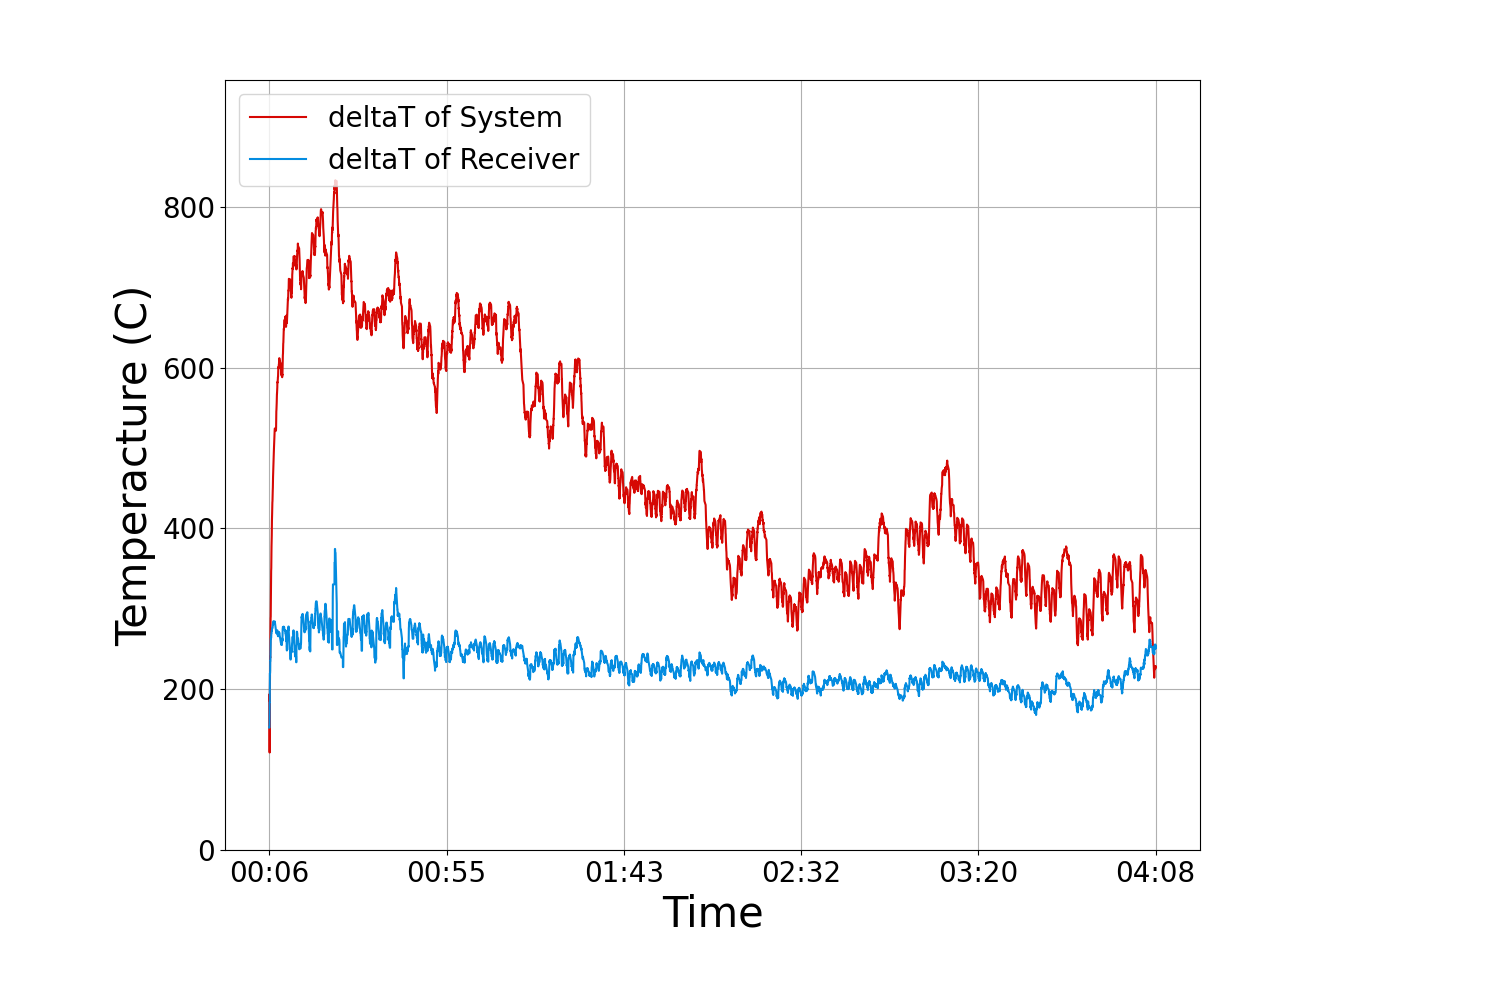 deltaT of System
deltaT of Receiver
Temperacture (C)
800
600
400
200
0
00:06 00:55 01:43 02:32 03:20 04:08
Time